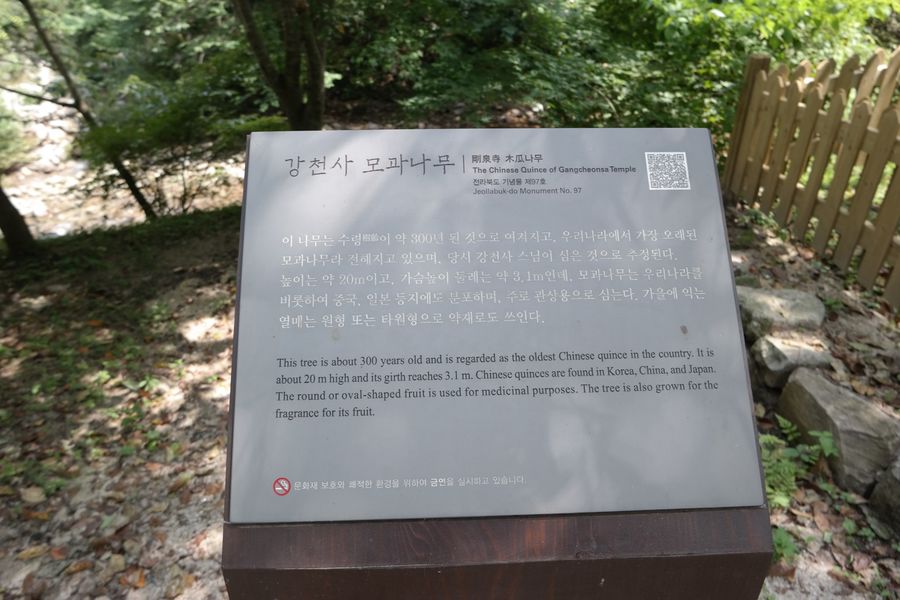 강천사 모과나무
剛泉寺 木瓜나무
The Chinese Quince of Gangcheonsa Temple
전라북도 기념물 제97호
Jeollabuk-do Monument No. 97
이 나무는 수령樹齡이 약 300년 된 것으로 여겨지고, 우리나라에서 가장 오래된
모과나무라 전해지고 있으며, 당시 강천사 스님이 심은 것으로 추정된다.
높이는 약 20m이고, 가슴높이 둘레는 약 3.1m인데, 모과나무는 우리나라를
비롯하여 중국, 일본 등지에도 분포하며, 주로 관상용으로 심는다. 가을에 익는
열매는 원형 또는 타원형으로 약재로도 쓰인다.
This tree is about 300 years old and is regarded as the oldest Chinese quince in the country. It is
about 20 m high and its girth reaches 3.1 m. Chinese quinces are found in Korea, China, and Japan.
The round or oval-shaped fruit is used for medicinal purposes. The tree is also grown for the
fragrance for its fruit.
문화재 보호와 쾌적한 환경을 위하여 금연을 실시하고 있습니다.